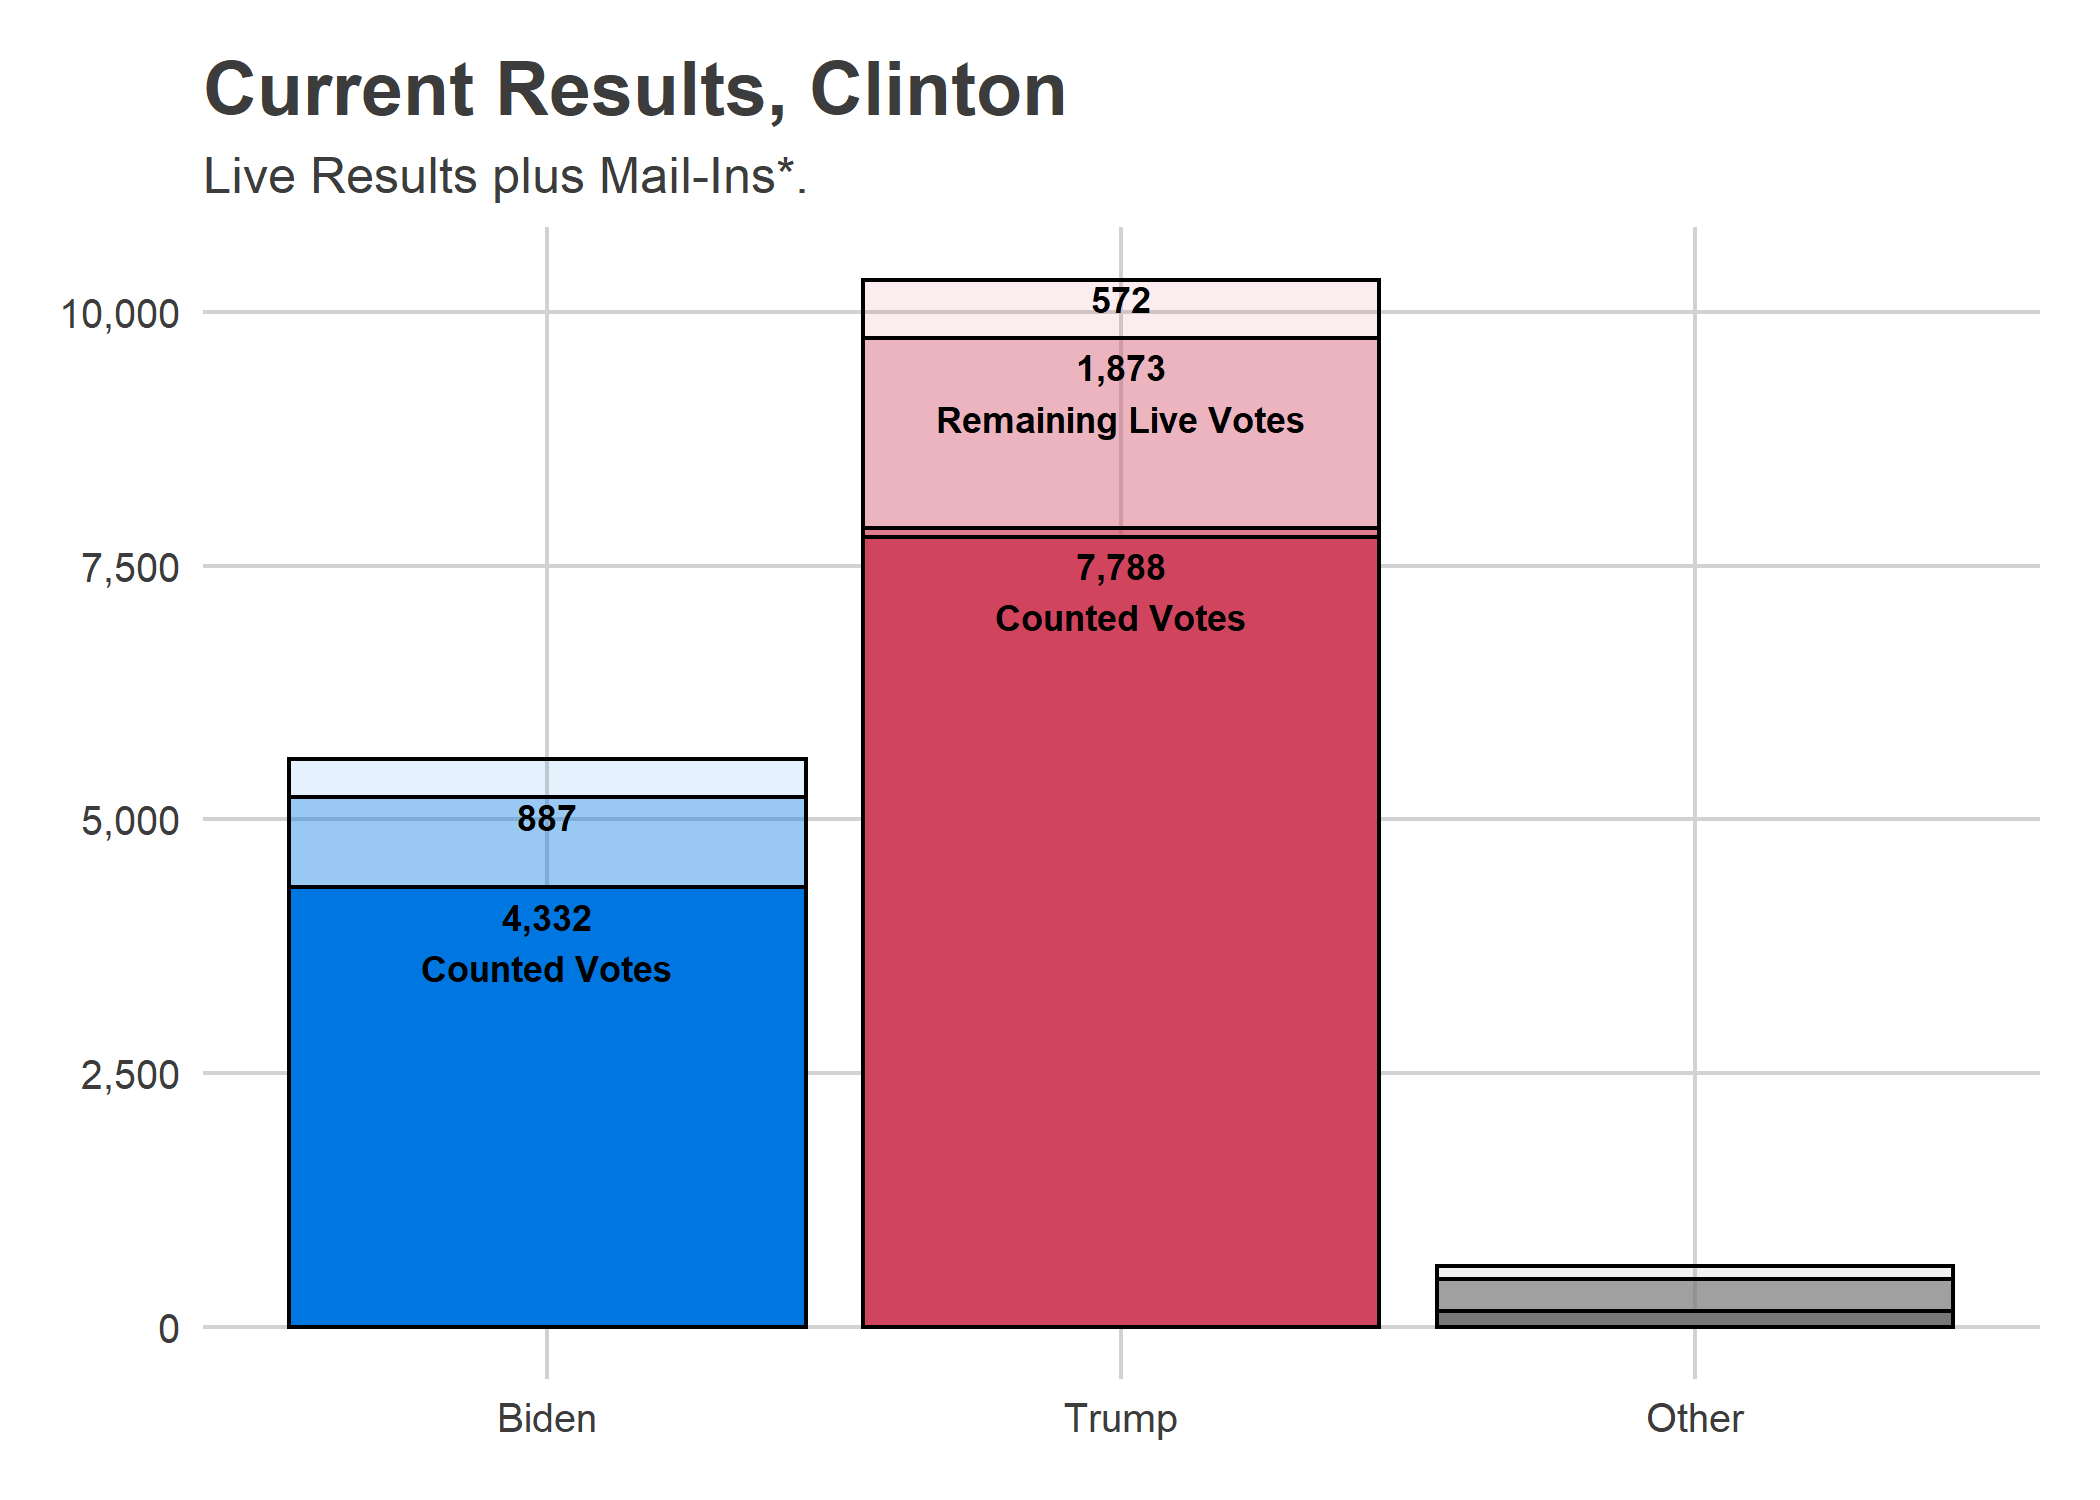 Current Results, Clinton
Live Results plus Mail-Ins*.
10,000
7,500
5,000
2,500
0
887
4,332
Counted Votes
572
1,873
Remaining Live Votes
7,788
Counted Votes
Biden
Trump
Other